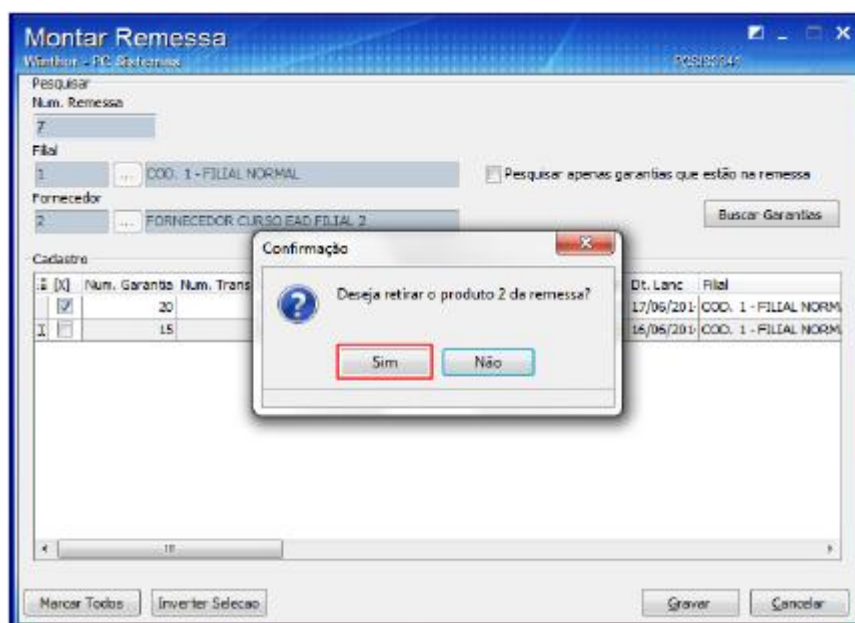 Montar Remessa
Winthor - PC Sistemas
Pesquisar
Num. Remessa
7
Filial
1 ... COD. 1 - FILIAL NORMAL
Pesquisar apenas garantias que estão na remessa
Fornecedor
2 ... FORNECEDOR CURSO EAD FILIAL 2
Buscar Garantias
Confirmação
Deseja retirar o produto 2 da remessa?
Sim Não
Cadastro
[X] Num. Garantia Num. Trans Dt. Lanc Filial
20 17/06/201 COD. 1 - FILIAL NORM
15 16/06/201 COD. 1 - FILIAL NORM
Marcar Todos Inverter Selecao Gravar Cancelar